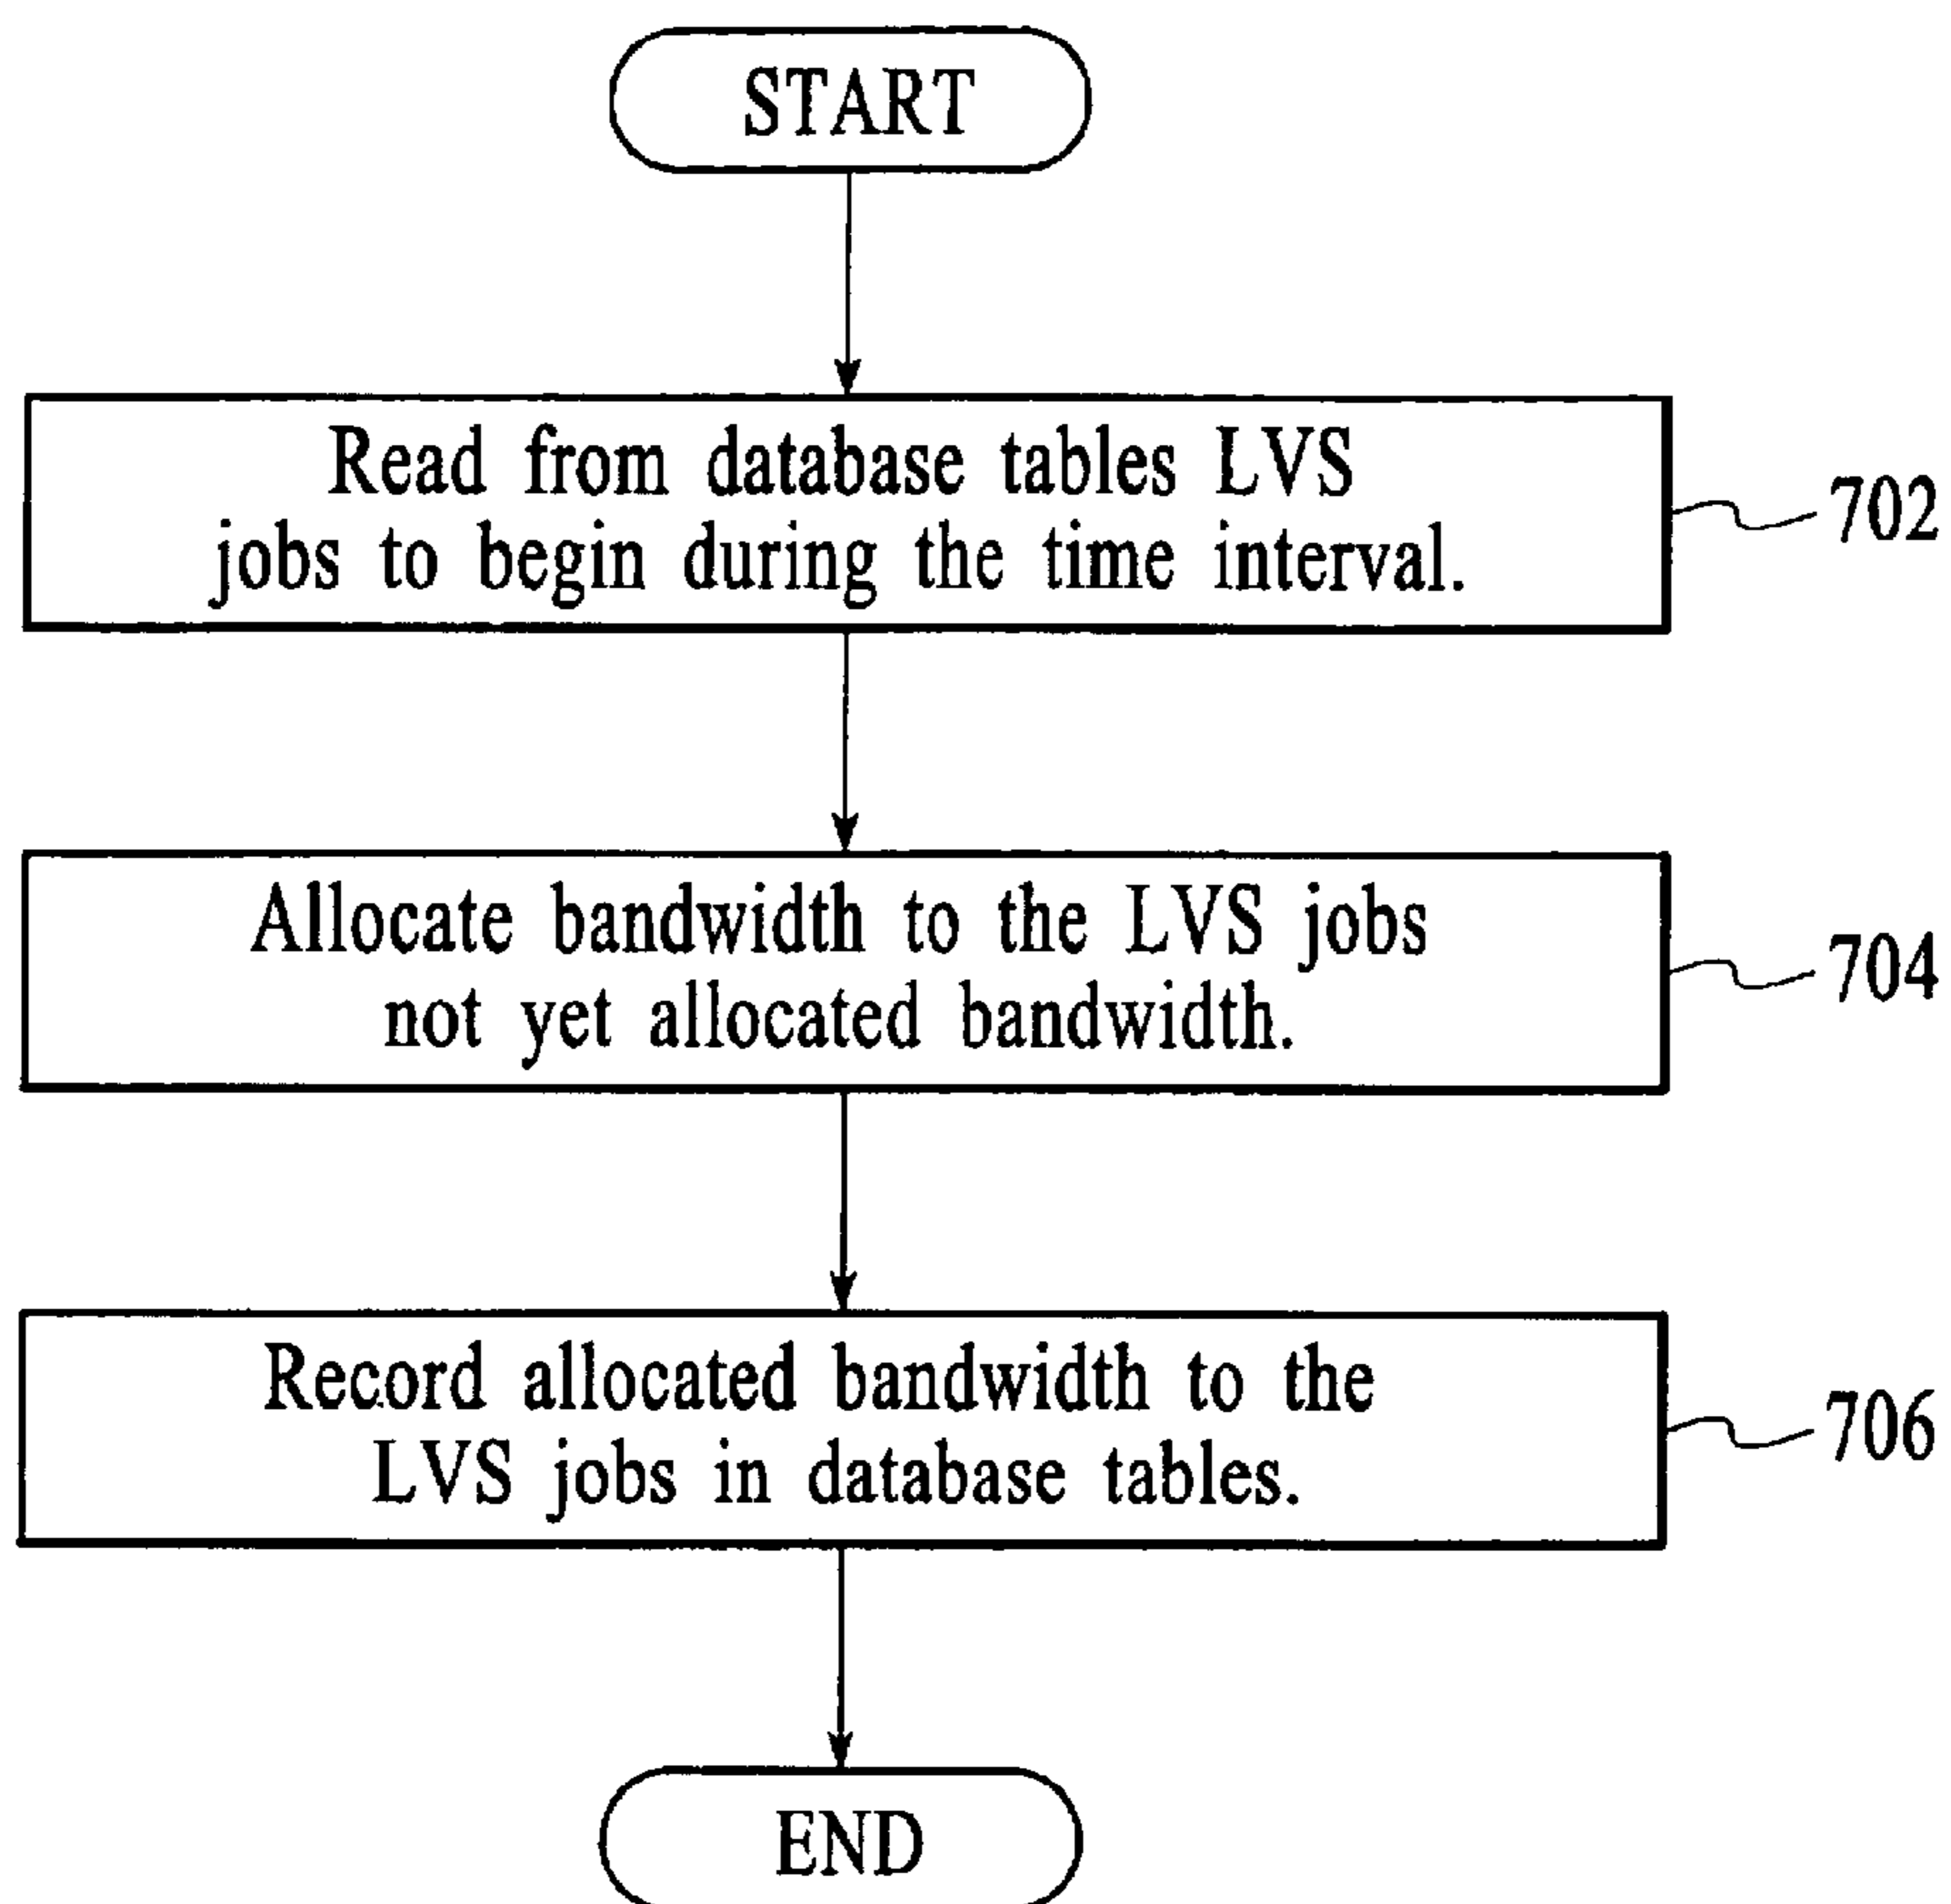 START
Read from database tables LVS
jobs to begin during the time interval.
702
Allocate bandwidth to the LVS jobs
not yet allocated bandwidth.
704
Record allocated bandwidth to the
LVS jobs in database tables.
706
END